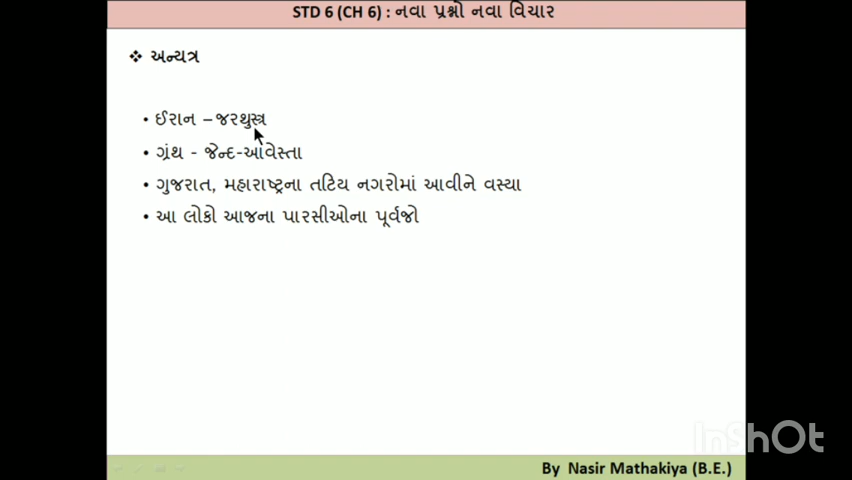 STD 6 (CH 6) : નવા પ્રશ્નો નવા વિચાર
❖ અન્યત્ર
• ઈરાન – જરથુસ્ત્ર
• ગ્રંથ - જેન્દ-આવેસ્તા
• ગુજરાત, મહારાષ્ટ્રના તટિય નગરોમાં આવીને વસ્યા
• આ લોકો આજના પારસીઓના પૂર્વજો
InShOt
By Nasir Mathakiya (B.E.)